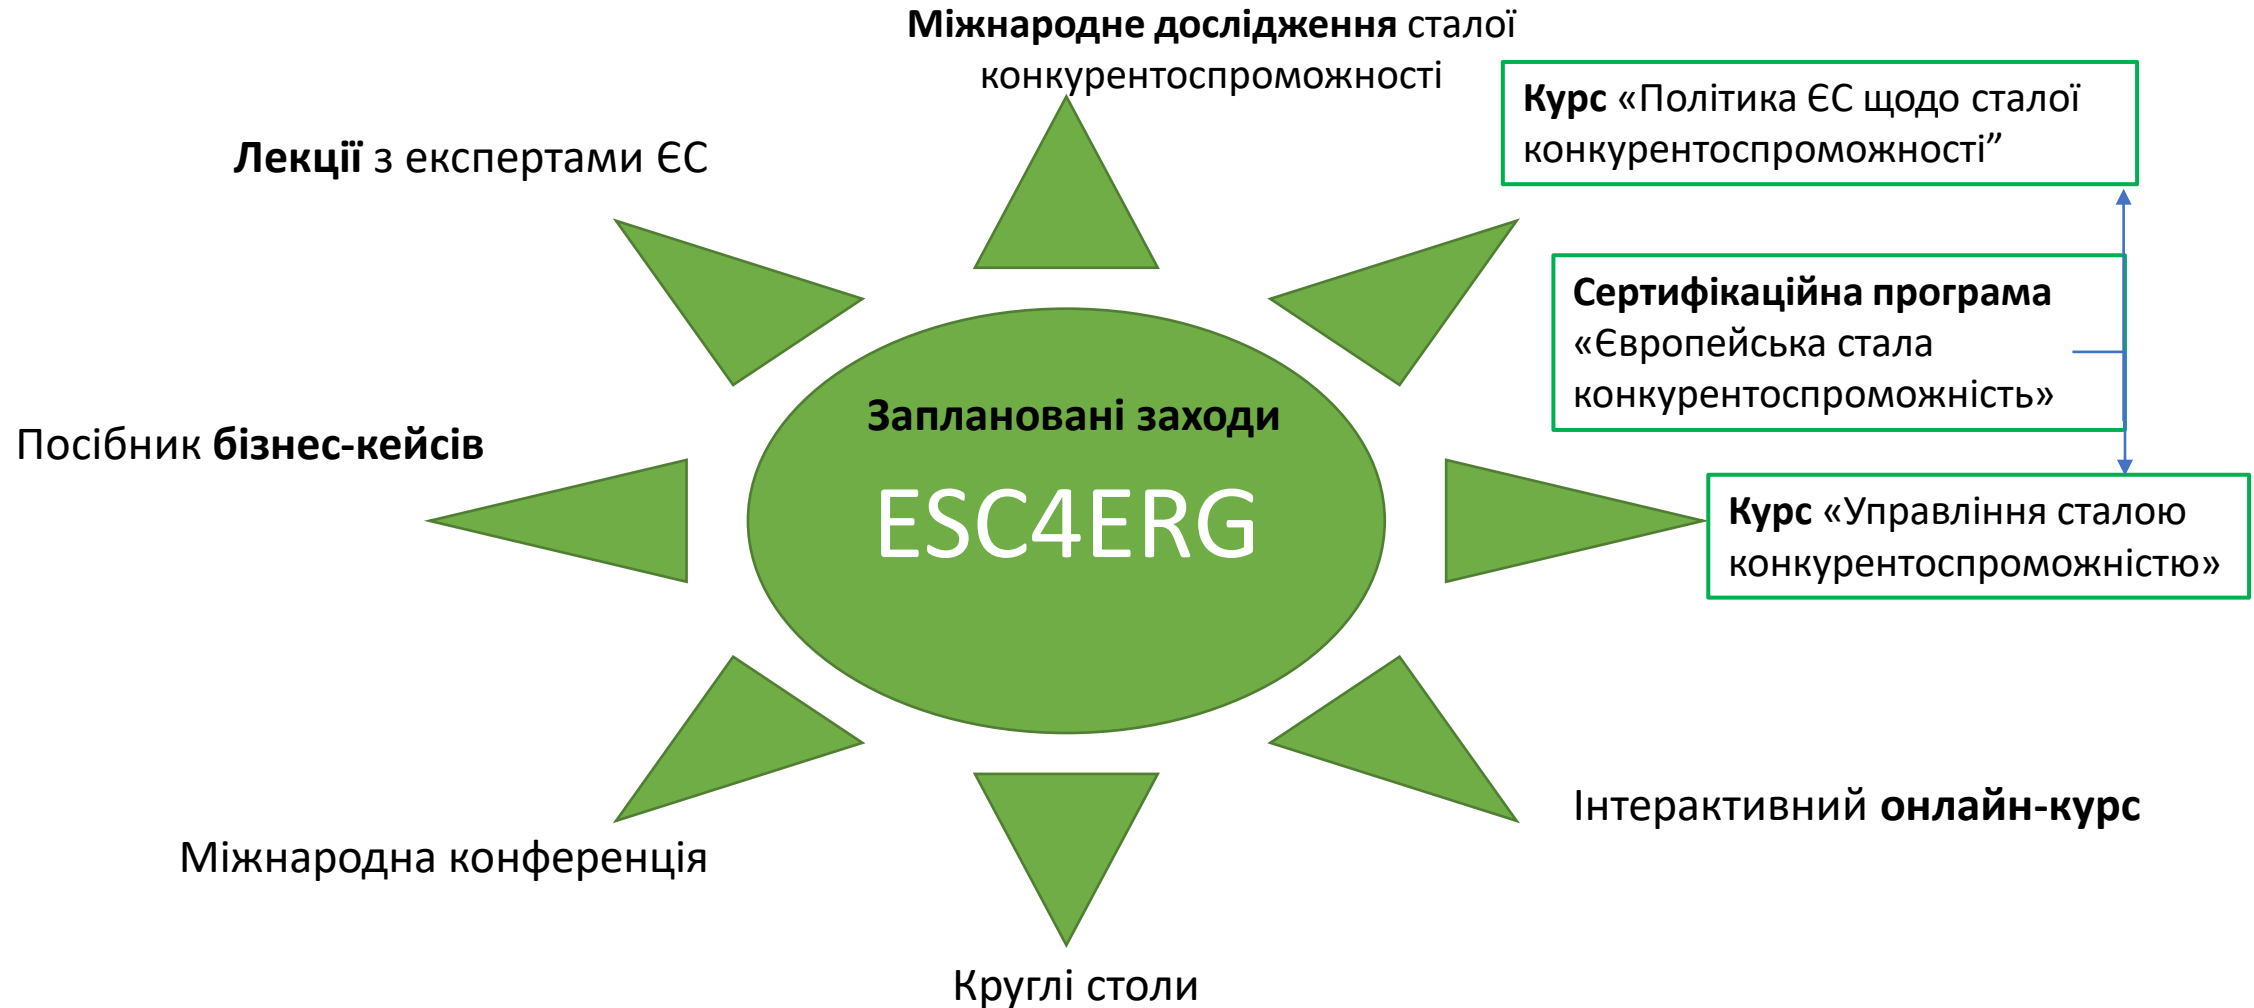 Міжнародне дослідження сталої
конкурентоспроможності
Курс «Політика ЄС щодо сталої
конкурентоспроможності”
Лекції з експертами ЄС
Сертифікаційна програма
«Європейська стала
конкурентоспроможність»
Заплановані заходи
ESC4ERG
Посібник бізнес-кейсів
Курс «Управління сталою
конкурентоспроможністю»
Інтерактивний онлайн-курс
Міжнародна конференція
Круглі столи